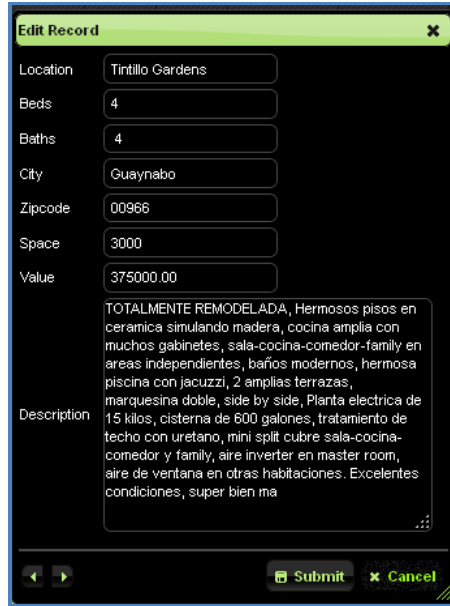 Edit Record
Location Tintillo Gardens
Beds 4
Baths 4
City Guaynabo
Zipcode 00966
Space 3000
Value 375000.00
Description
TOTALMENTE REMODELADA, Hermosos pisos en
ceramica simulando madera, cocina amplia con
muchos gabinetes, sala-cocina-comedor-family en
areas independientes, baños modernos, hermosa
piscina con jacuzzi, 2 amplias terrazas,
marquesina doble, side by side, Planta electrica de
15 kilos, cisterna de 600 galones, tratamiento de
techo con uretano, mini split cubre sala-cocina-
comedor y family, aire inverter en master room,
aire de ventana en otras habitaciones. Excelentes
condiciones, super bien ma
Submit Cancel